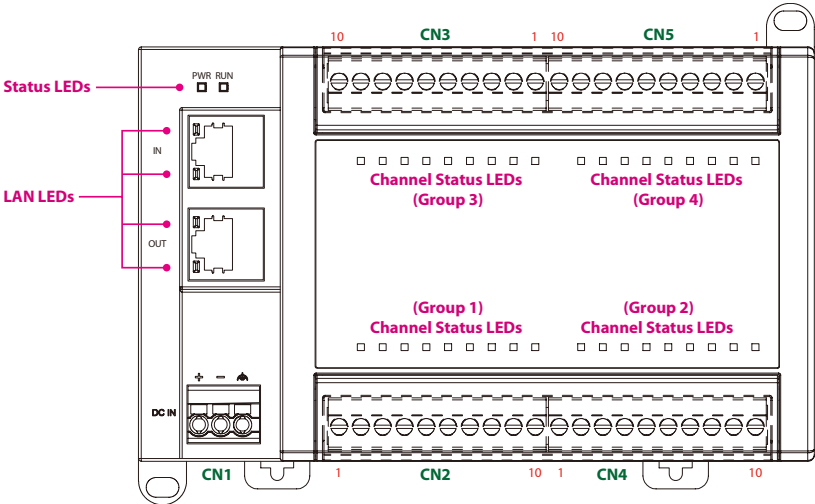 10 CN3 1 10 CN5 1
PWR RUN
Status LEDs
IN
LAN LEDs
OUT
Channel Status LEDs
(Group 3)
Channel Status LEDs
(Group 4)
(Group 1)
Channel Status LEDs
(Group 2)
Channel Status LEDs
+ −
DC IN
CN1 1 CN2 10 1 CN4 10